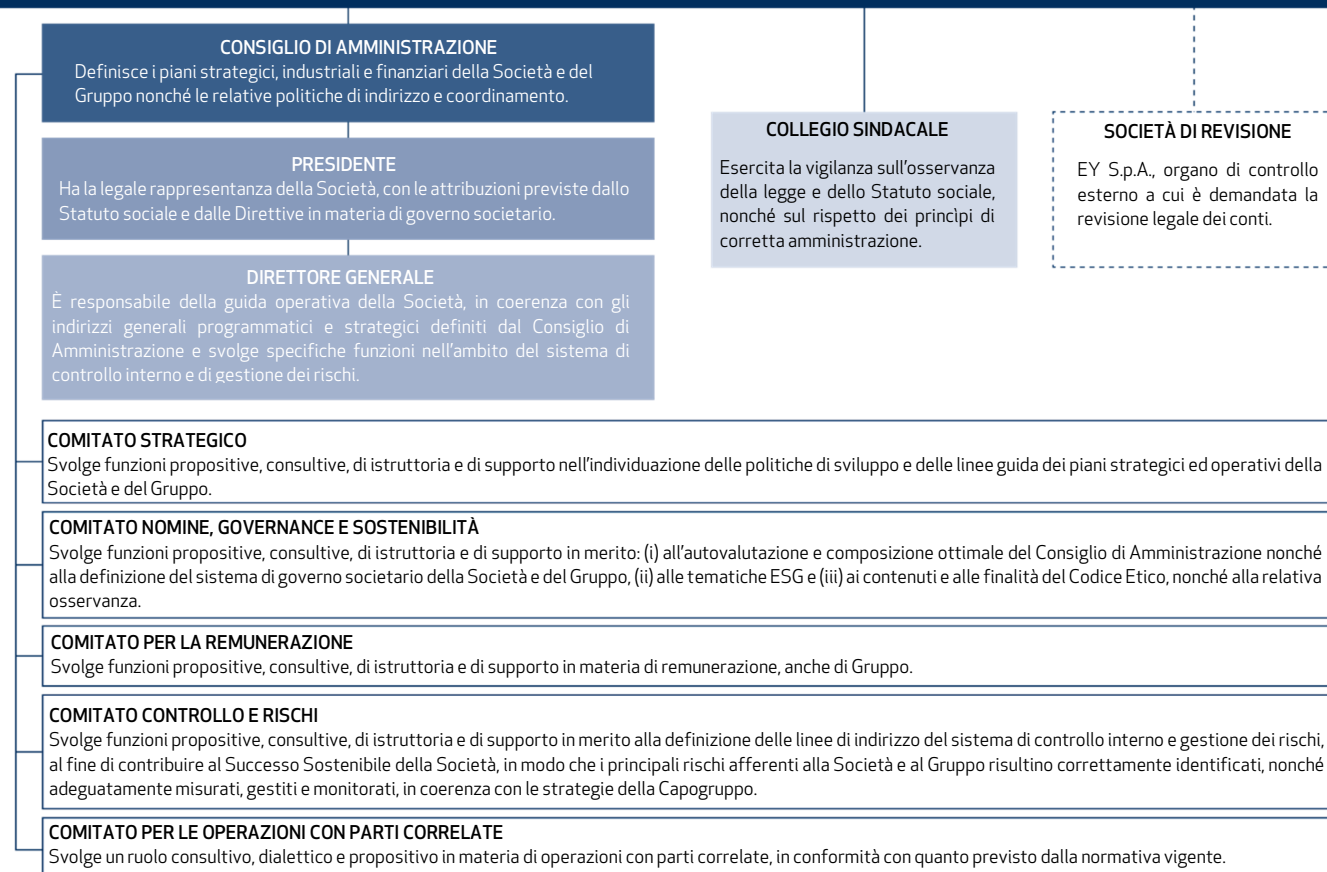 CONSIGLIO DI AMMINISTRAZIONE
Definisce i piani strategici, industriali e finanziari della Società e del
Gruppo nonché le relative politiche di indirizzo e coordinamento.
PRESIDENTE
Ha la legale rappresentanza della Società, con le attribuzioni previste dallo
Statuto sociale e dalle Direttive in materia di governo societario.
DIRETTORE GENERALE
È responsabile della guida operativa della Società, in coerenza con gli
indirizzi generali programmatici e strategici definiti dal Consiglio di
Amministrazione e svolge specifiche funzioni nell'ambito del sistema di
controllo interno e di gestione dei rischi.
COLLEGIO SINDACALE
Esercita la vigilanza sull'osservanza
della legge e dello Statuto sociale,
nonché sul rispetto dei princìpi di
corretta amministrazione.
SOCIETÀ DI REVISIONE
EY S.p.A., organo di controllo
esterno a cui è demandata la
revisione legale dei conti.
COMITATO STRATEGICO
Svolge funzioni propositive, consultive, di istruttoria e di supporto nell'individuazione delle politiche di sviluppo e delle linee guida dei piani strategici ed operativi della
Società e del Gruppo.
COMITATO NOMINE, GOVERNANCE E SOSTENIBILITÀ
Svolge funzioni propositive, consultive, di istruttoria e di supporto in merito: (i) all'autovalutazione e composizione ottimale del Consiglio di Amministrazione nonché
alla definizione del sistema di governo societario della Società e del Gruppo, (ii) alle tematiche ESG e (iii) ai contenuti e alle finalità del Codice Etico, nonché alla relativa
osservanza.
COMITATO PER LA REMUNERAZIONE
Svolge funzioni propositive, consultive, di istruttoria e di supporto in materia di remunerazione, anche di Gruppo.
COMITATO CONTROLLO E RISCHI
Svolge funzioni propositive, consultive, di istruttoria e di supporto in merito alla definizione delle linee di indirizzo del sistema di controllo interno e gestione dei rischi,
al fine di contribuire al Successo Sostenibile della Società, in modo che i principali rischi afferenti alla Società e al Gruppo risultino correttamente identificati, nonché
adeguatamente misurati, gestiti e monitorati, in coerenza con le strategie della Capogruppo.
COMITATO PER LE OPERAZIONI CON PARTI CORRELATE
Svolge un ruolo consultivo, dialettico e propositivo in materia di operazioni con parti correlate, in conformità con quanto previsto dalla normativa vigente.